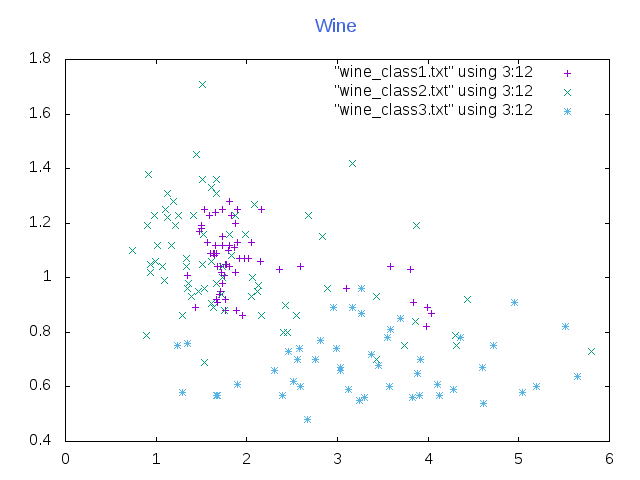 Wine
1.8
"wine_class1.txt" using 3:12
"wine_class2.txt" using 3:12
"wine_class3.txt" using 3:12
1.6
1.4
1.2
1
0.8
0.6
0.4
0 1 2 3 4 5 6